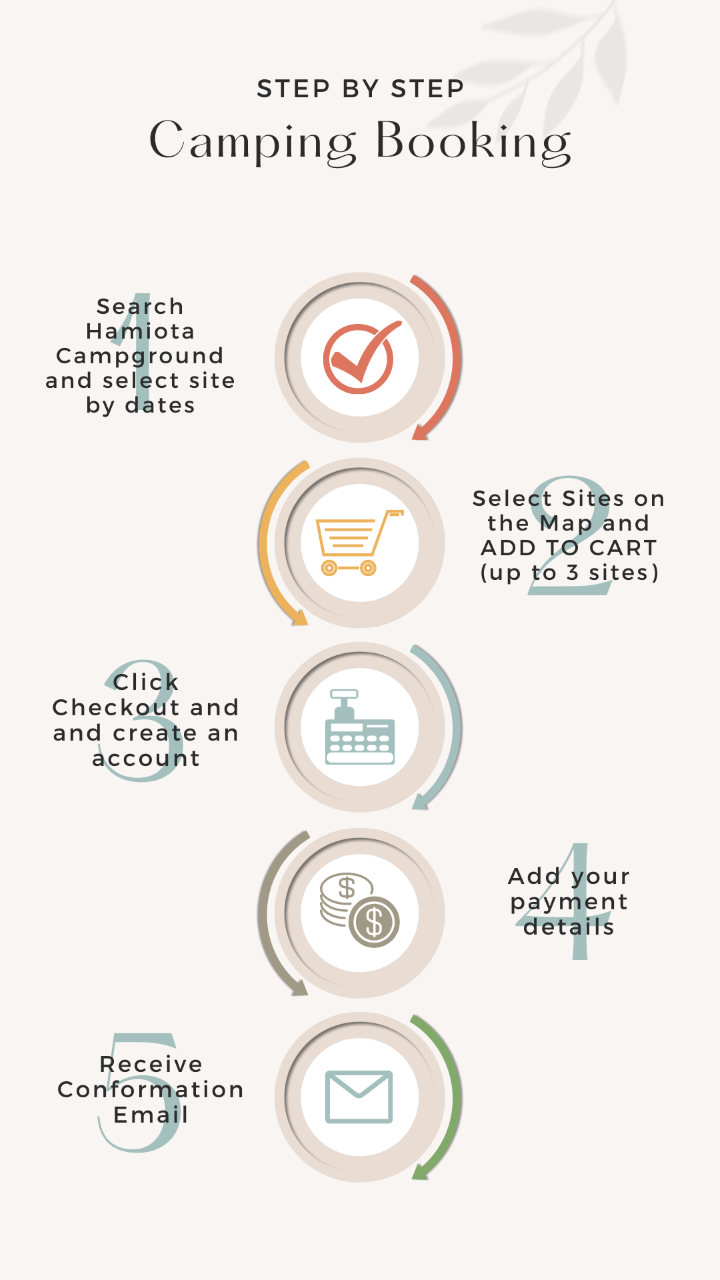 STEP BY STEP
Camping Booking
1
Search
Hamiota
Campground
and select site
by dates
2
Select Sites on
the Map and
ADD TO CART
(up to 3 sites)
3
Click
Checkout and
and create an
account
$
$
4
Add your
payment
details
5
Receive
Conformation
Email